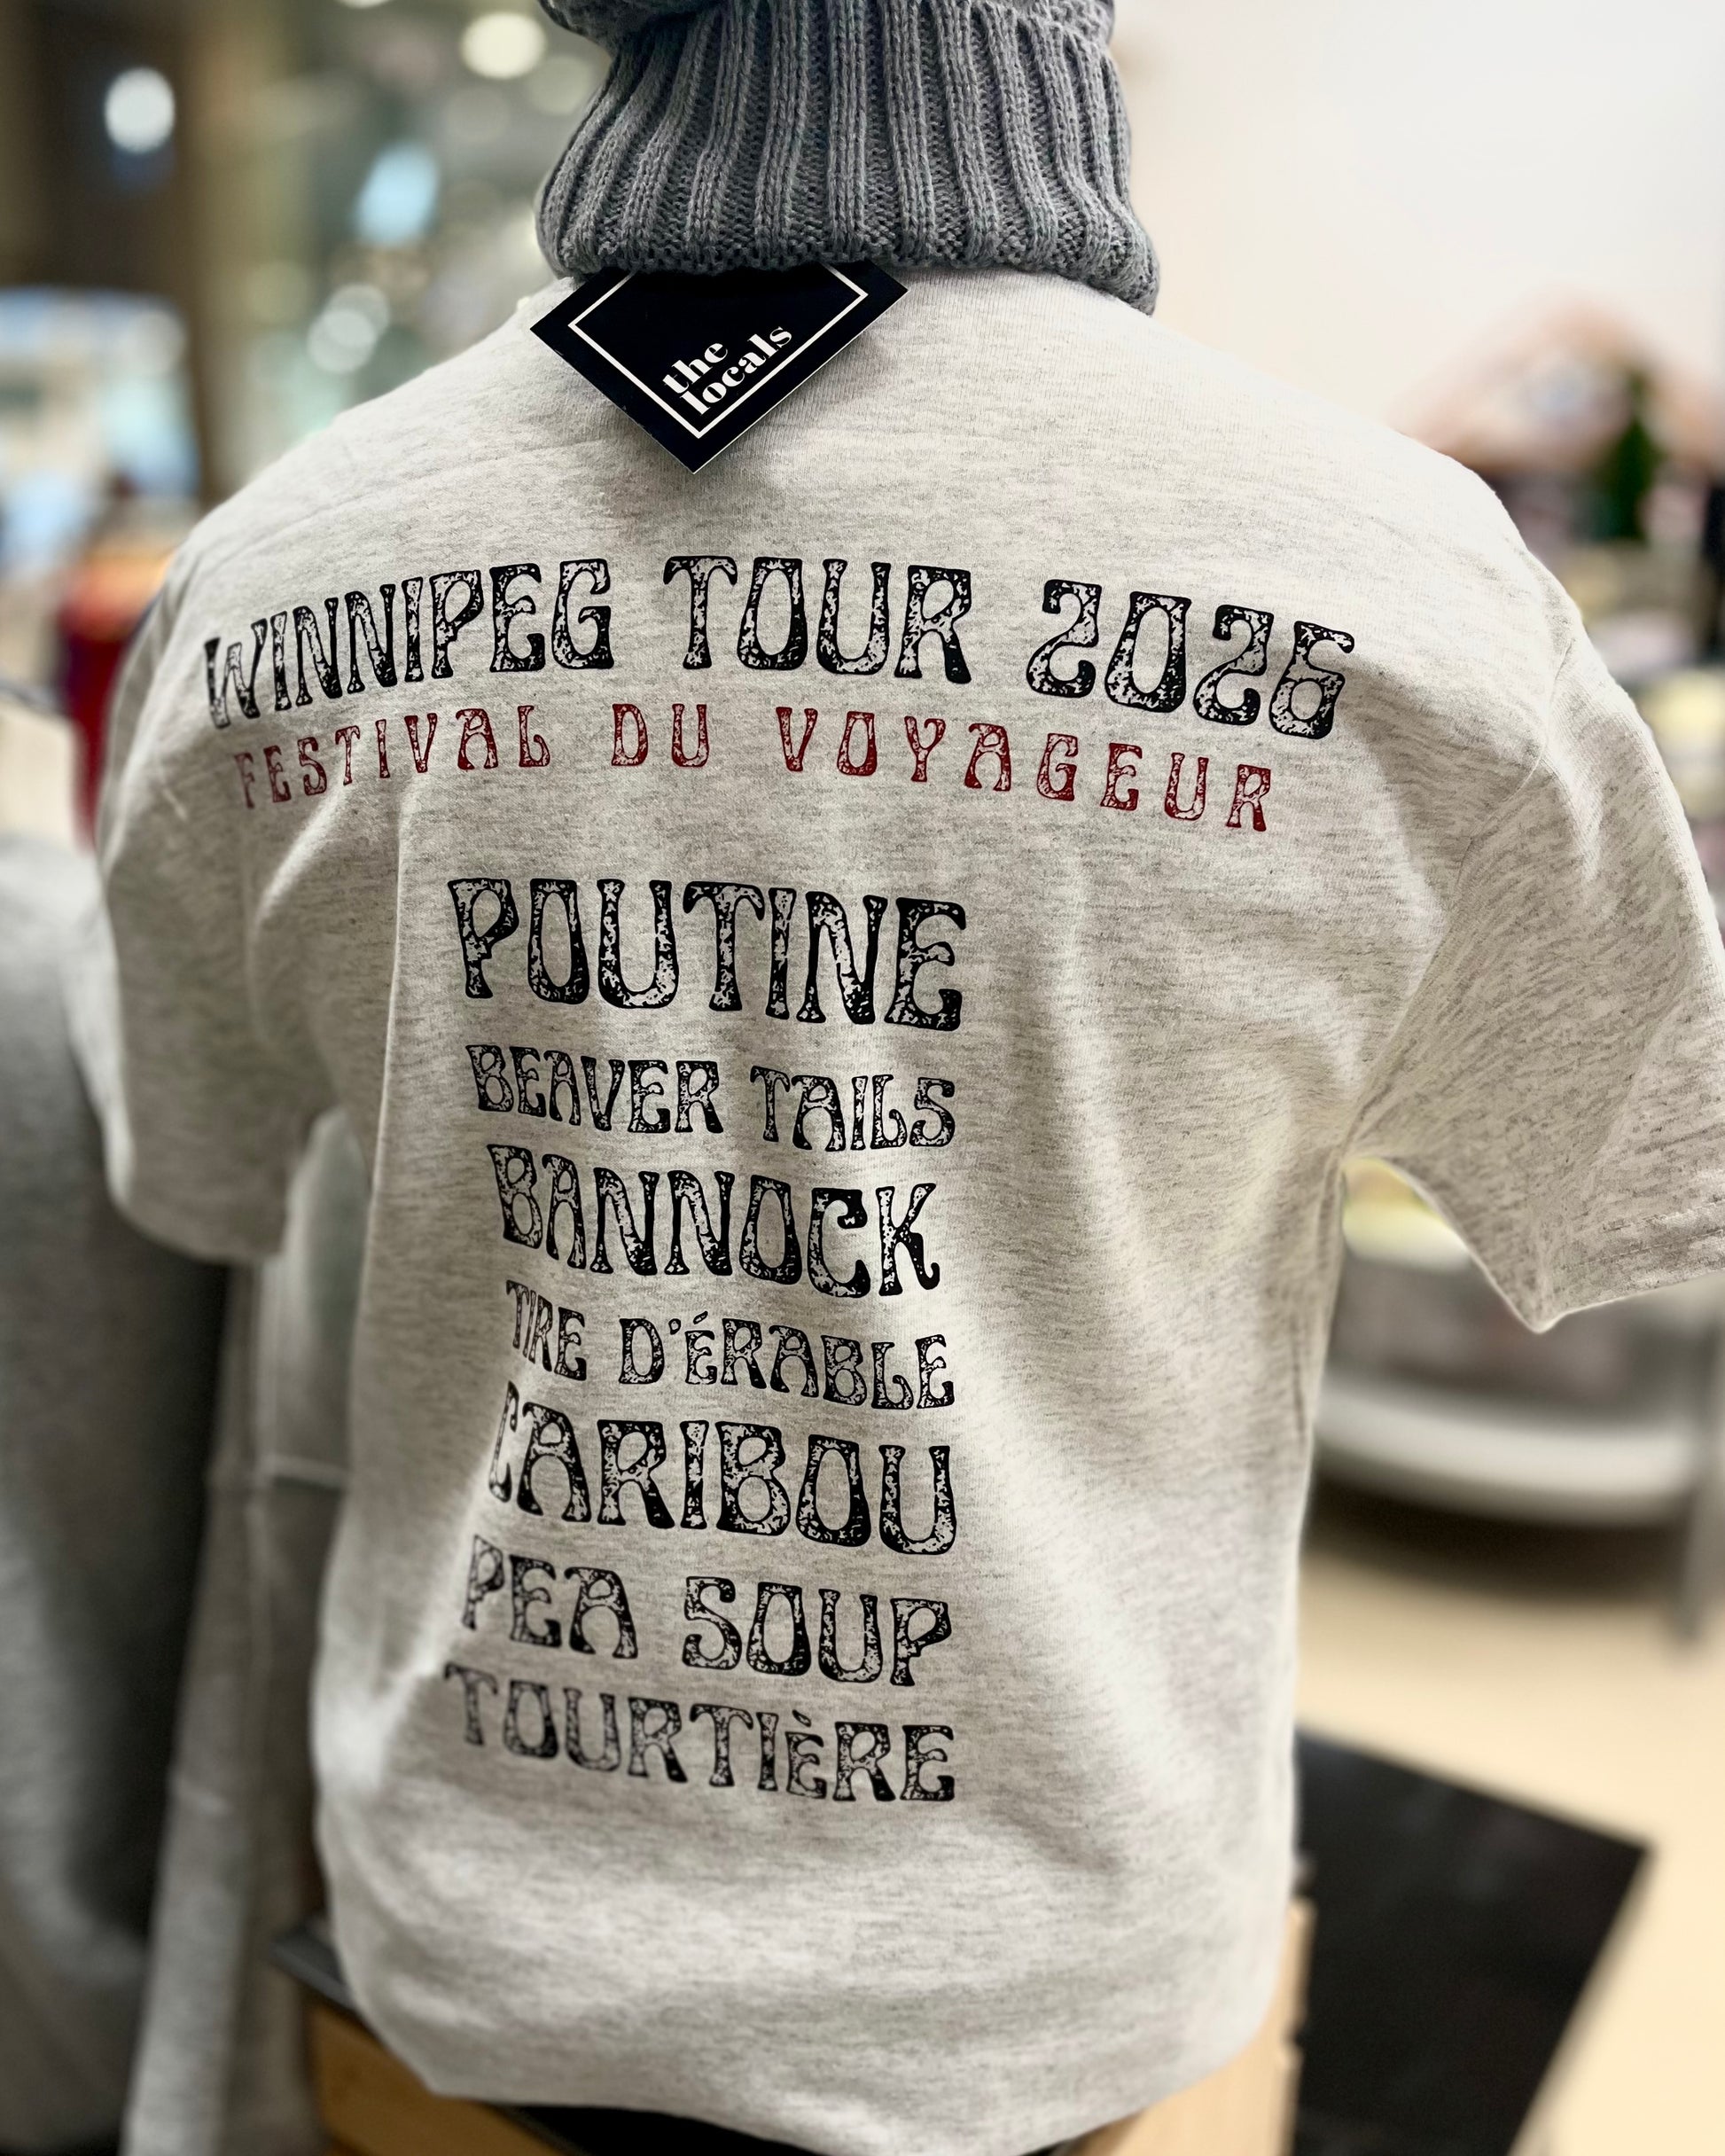 the
locals
WINNIPEG TOUR 2026
FESTIVAL DU VOYAGEUR
POUTINE
BEAVER TAILS
BANNOCK
TIRE D'ÉRABLE
CARIBOU
PEA SOUP
TOURTIÈRE